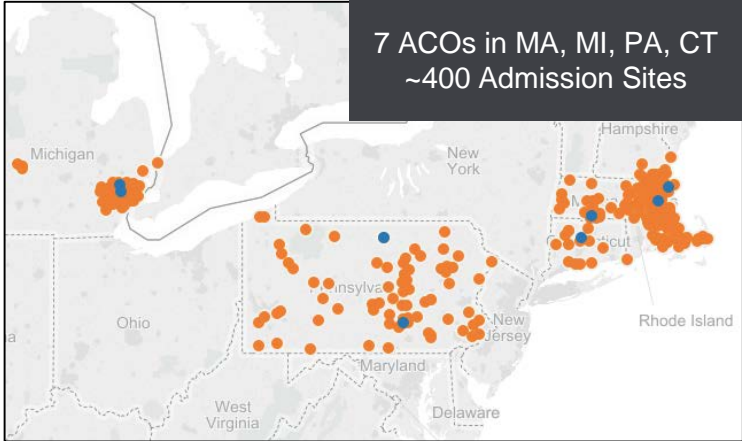 7 ACOs in MA, MI, PA, CT
~400 Admission Sites
Hampshire
Michigan
New
York
Rhode Island
Ohio
New
Jersey
Maryland
West
Virginia
Delaware